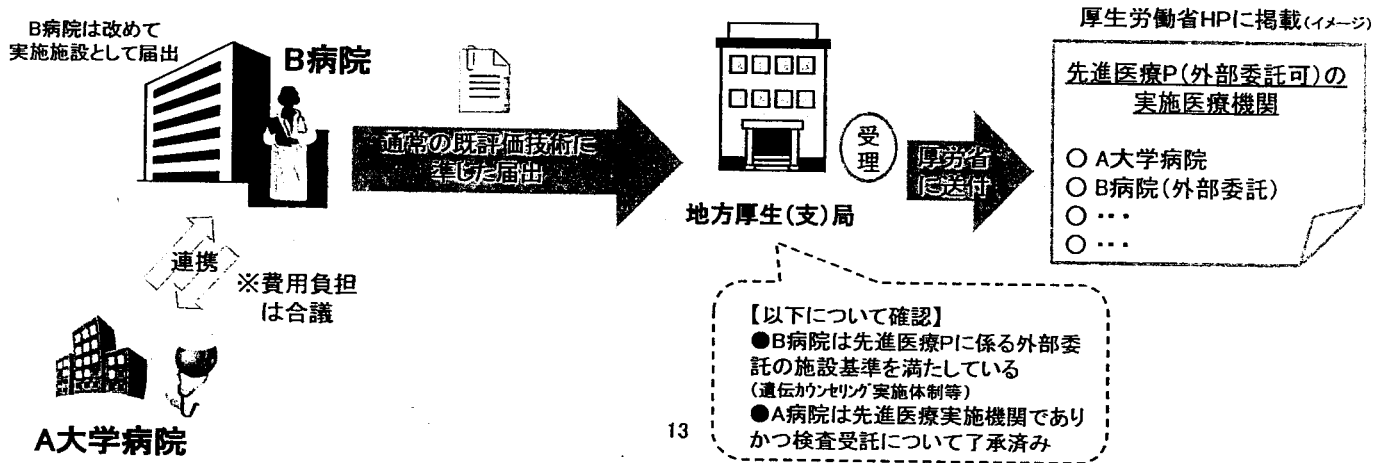 B病院は改めて
実施施設として届出
B病院
通常の既評価技術に
準じた届出
受理
厚労省
に送付
地方厚生(支)局
厚生労働省HPに掲載(イメージ)
先進医療P(外部委託可)の
実施医療機関
○ A大学病院
○ B病院(外部委託)
○ ・・・
○ ・・・
連携
※費用負担
は合議
A大学病院
【以下について確認】
●B病院は先進医療Pに係る外部委
託の施設基準を満たしている
(遺伝カウンセリング実施体制等)
●A病院は先進医療実施機関であり
かつ検査受託について了承済み
13